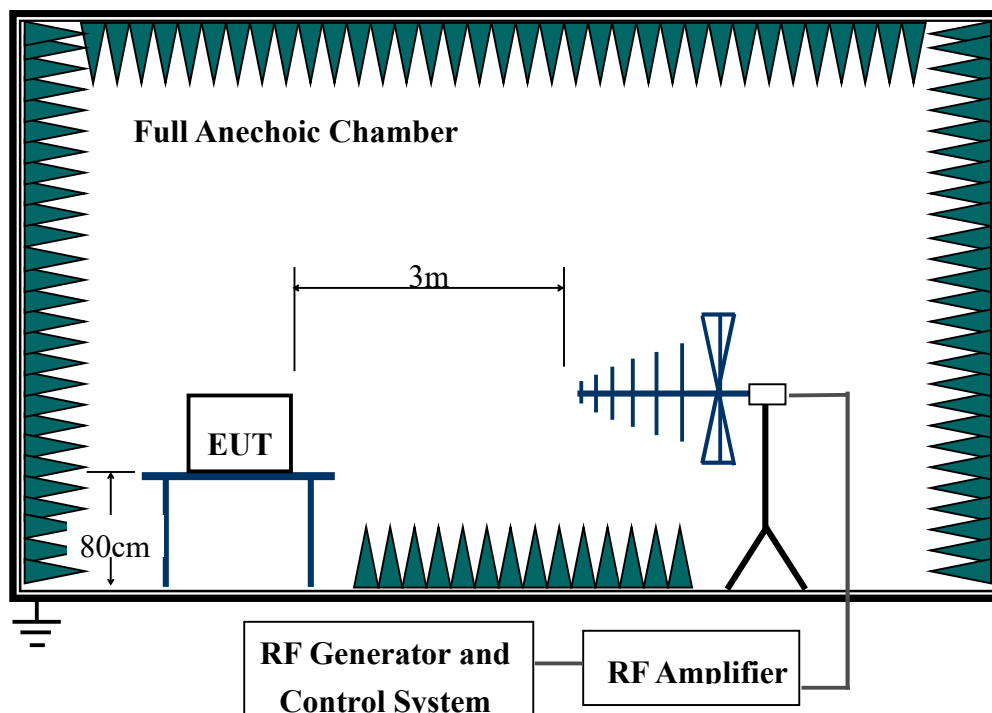 Full Anechoic Chamber
3m
EUT
80cm
RF Generator and
Control System
RF Amplifier